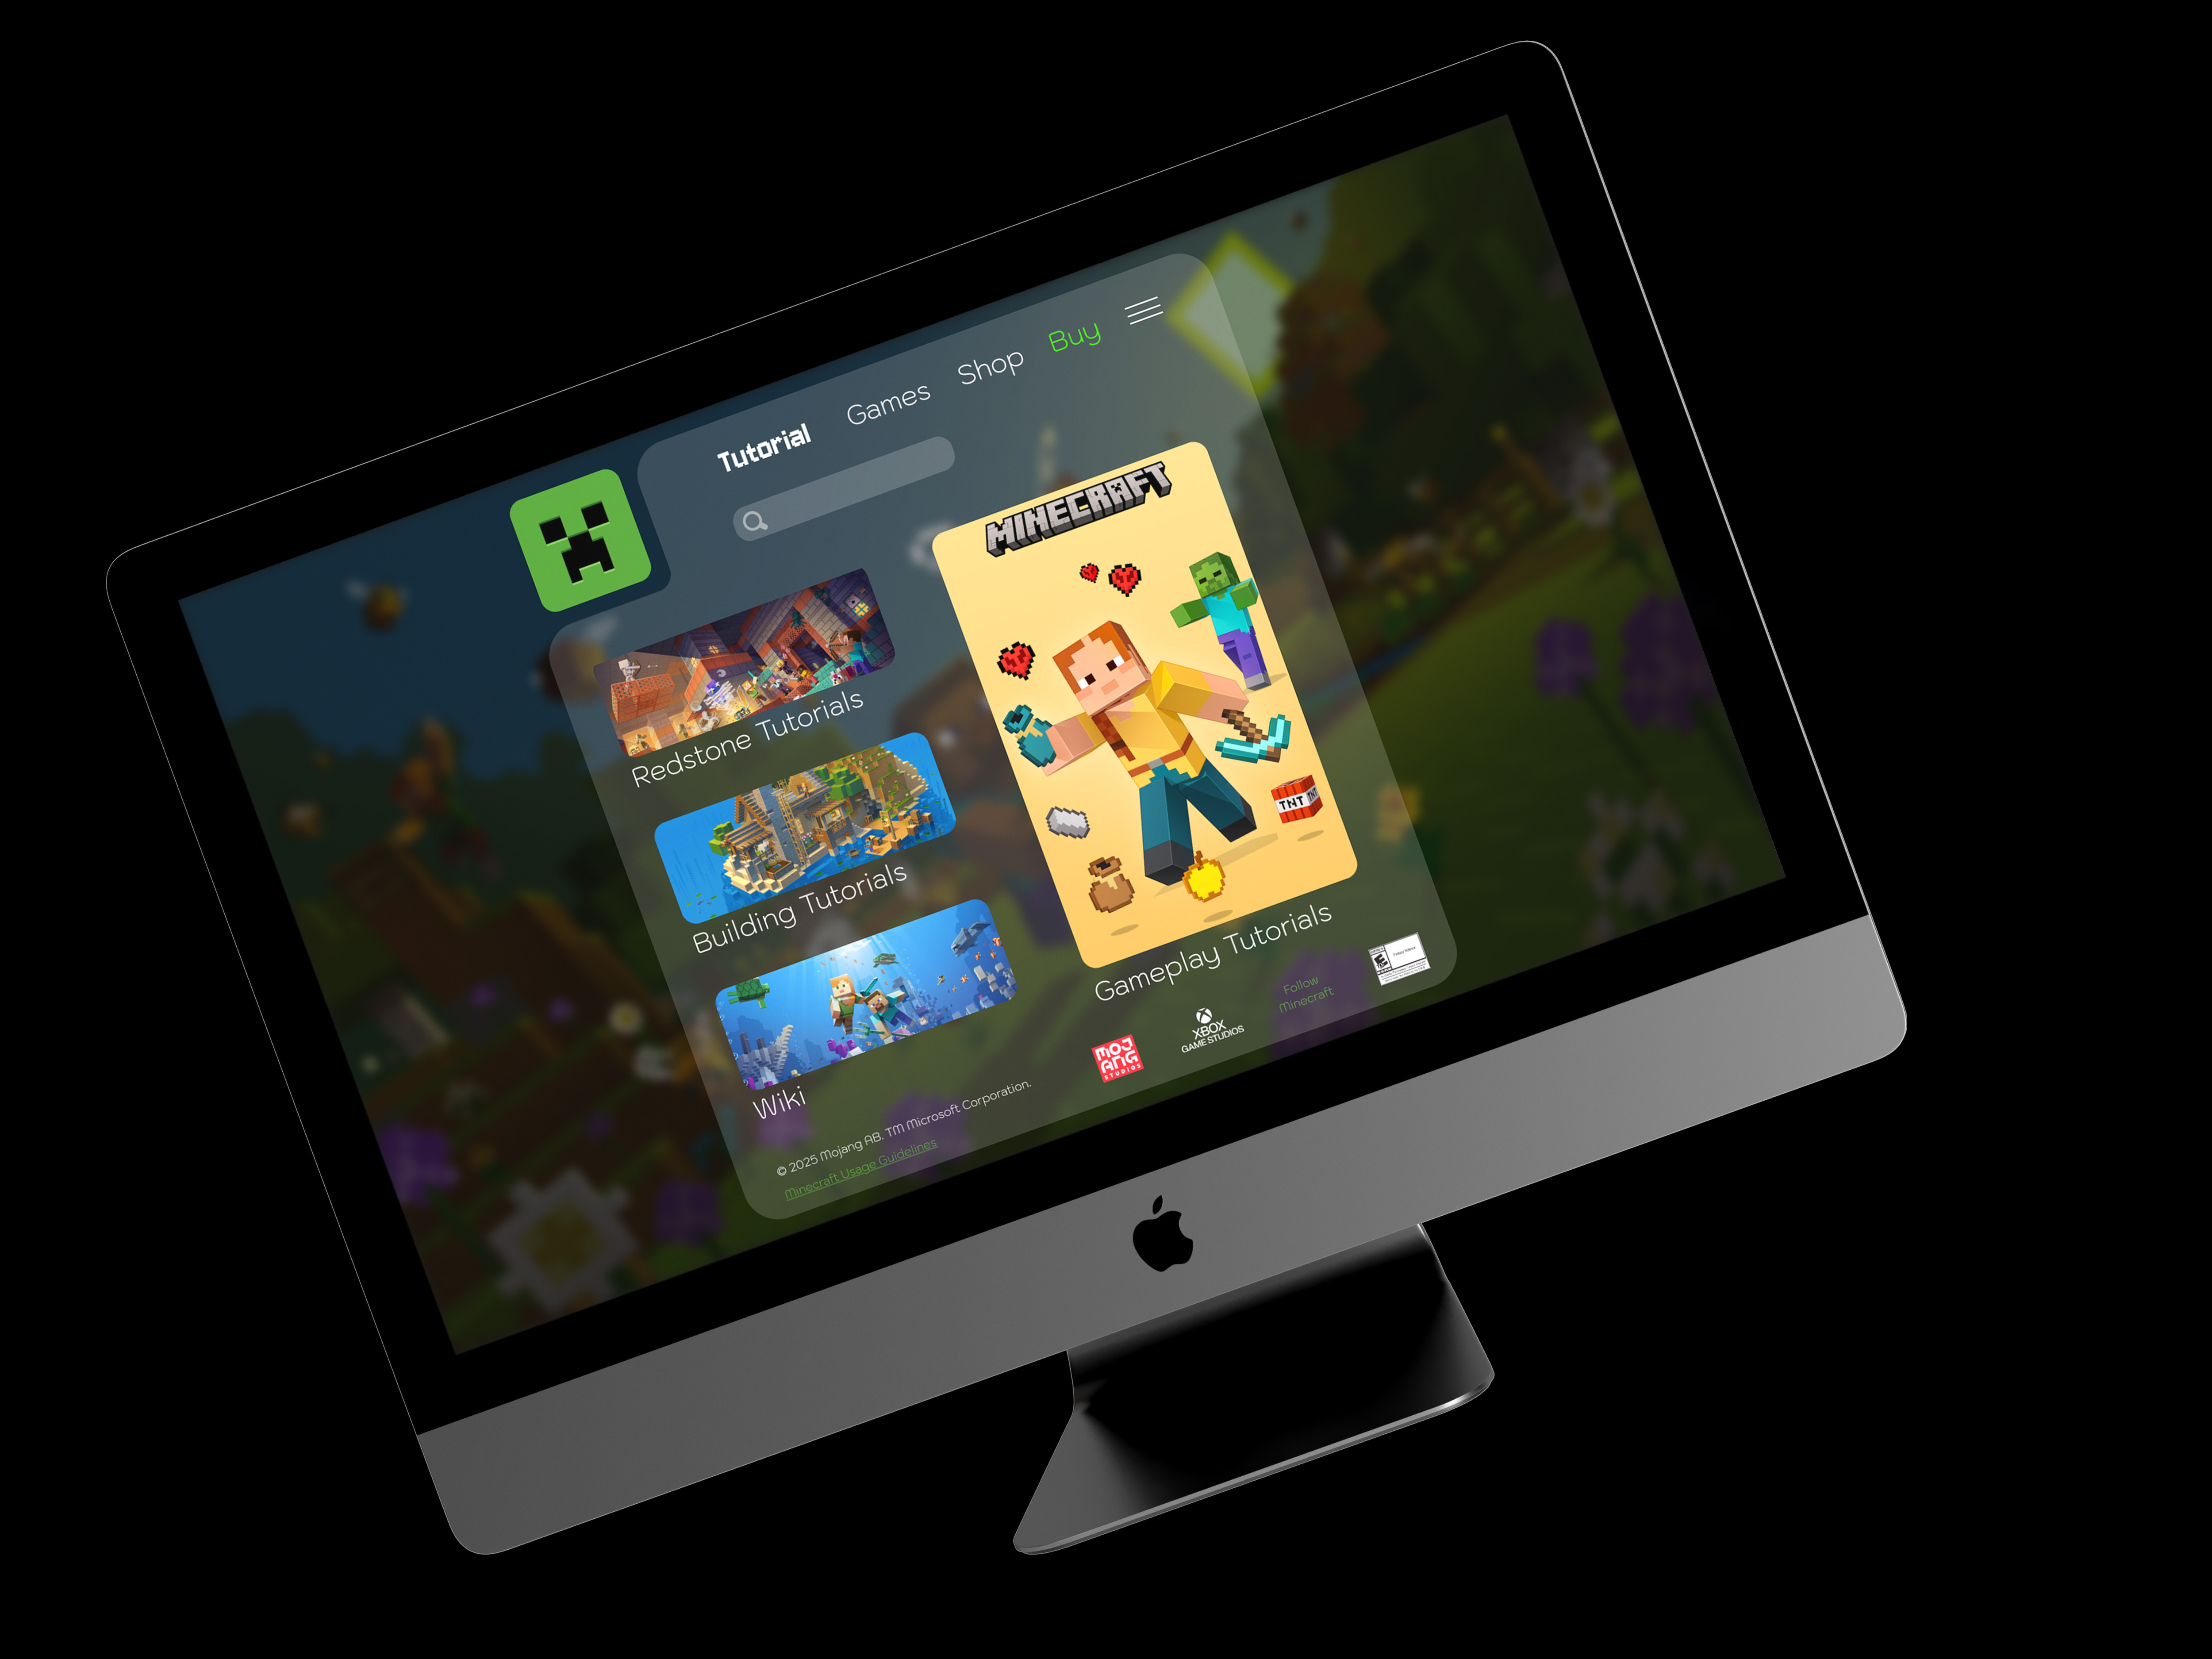 Tutorial
Games
Shop
Buy
MINECRAFT
Redstone Tutorials
Building Tutorials
Wiki
TNT
TNT
Gameplay Tutorials
© 2025 Mojang AB. TM Microsoft Corporation.
Minecraft Usage Guidelines
MOJ
ANG
STUDIOS
XBOX
GAME STUDIOS
Follow
Minecraft